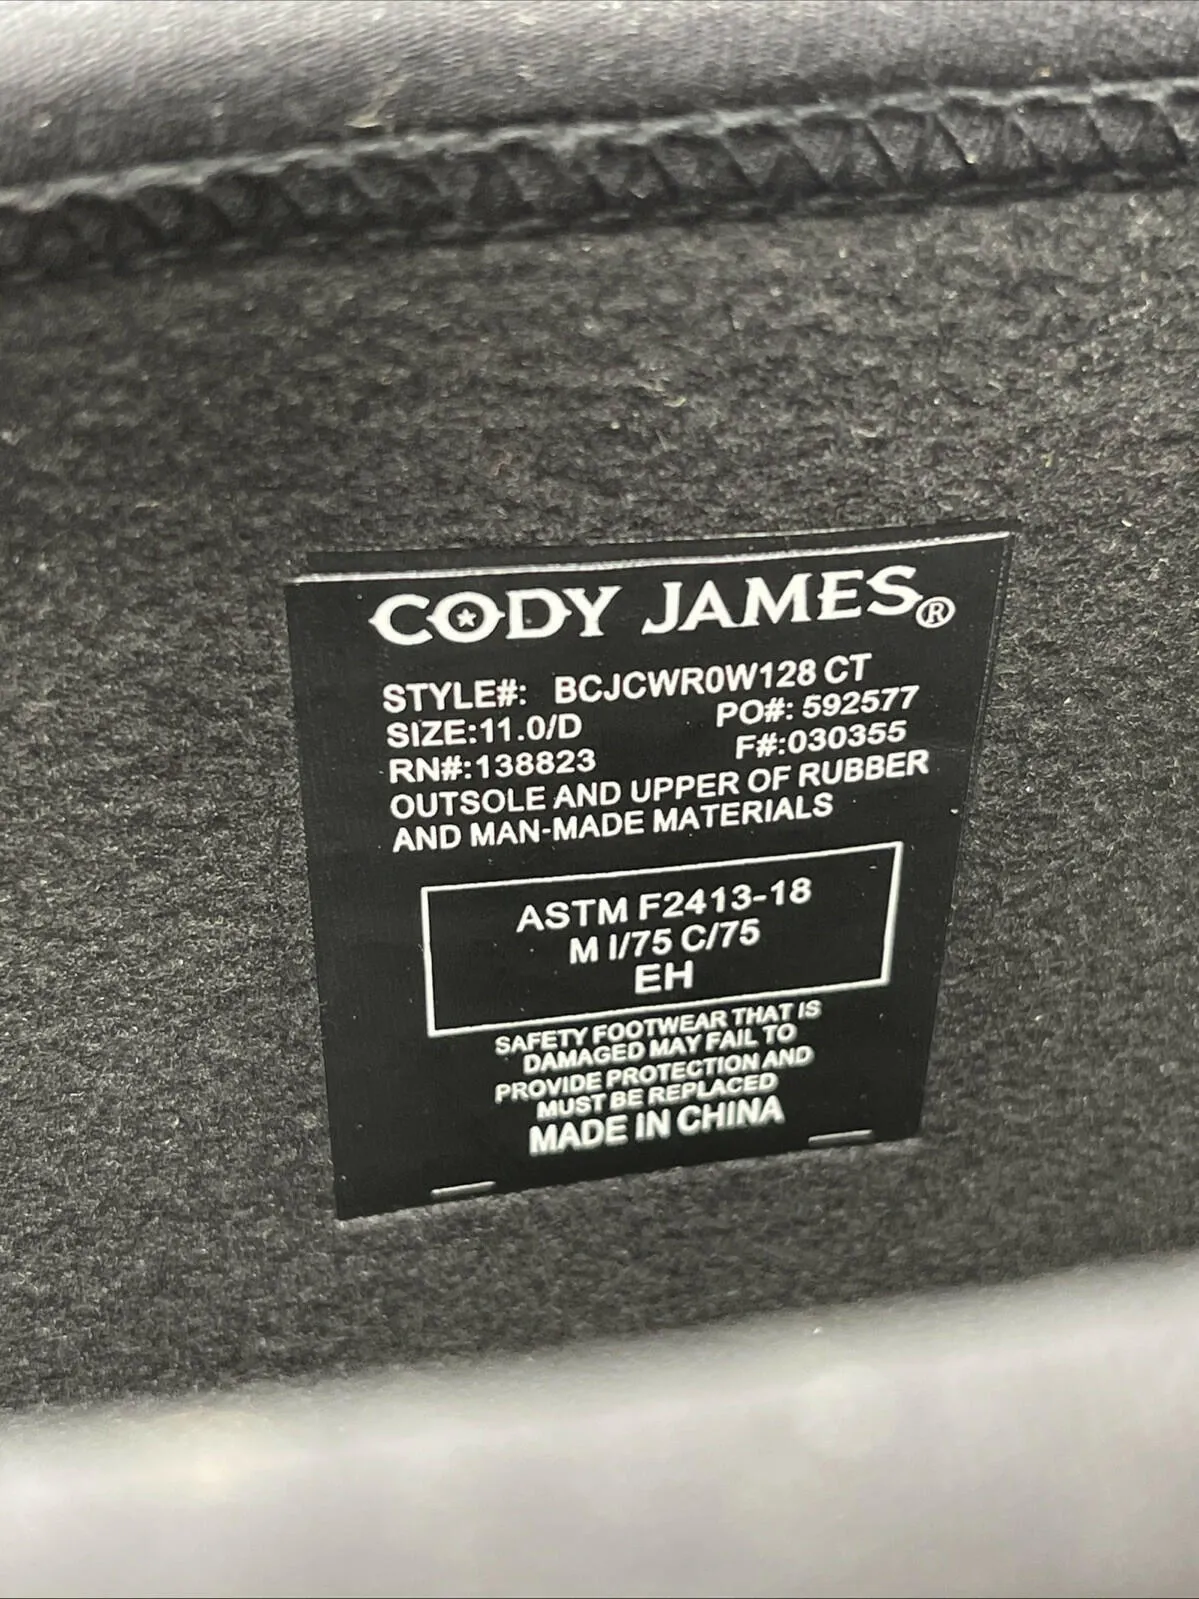 CODY JAMES®
STYLE#: BCJCWR0W128 CT
SIZE:11.0/D PO#: 592577
RN#:138823 F#:030355
OUTSOLE AND UPPER OF RUBBER
AND MAN-MADE MATERIALS
ASTM F2413-18
M I/75 C/75
EH
SAFETY FOOTWEAR THAT IS
DAMAGED MAY FAIL TO
PROVIDE PROTECTION AND
MUST BE REPLACED
MADE IN CHINA